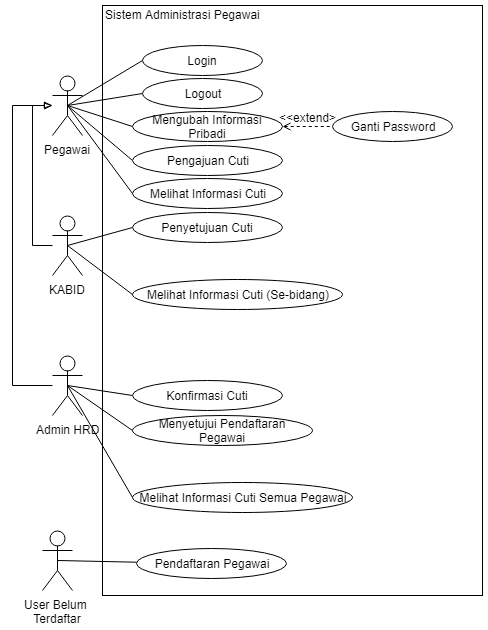 Sistem Administrasi Pegawai
Login
Logout
Mengubah Informasi
Pribadi
<<extend>
Ganti Password
Pegawai
Pengajuan Cuti
Melihat Informasi Cuti
Penyetujuan Cuti
KABID
Melihat Informasi Cuti (Se-bidang)
Konfirmasi Cuti
Admin HRD
Menyetujui Pendaftaran
Pegawai
Melihat Informasi Cuti Semua Pegawai
Pendaftaran Pegawai
User Belum
Terdaftar